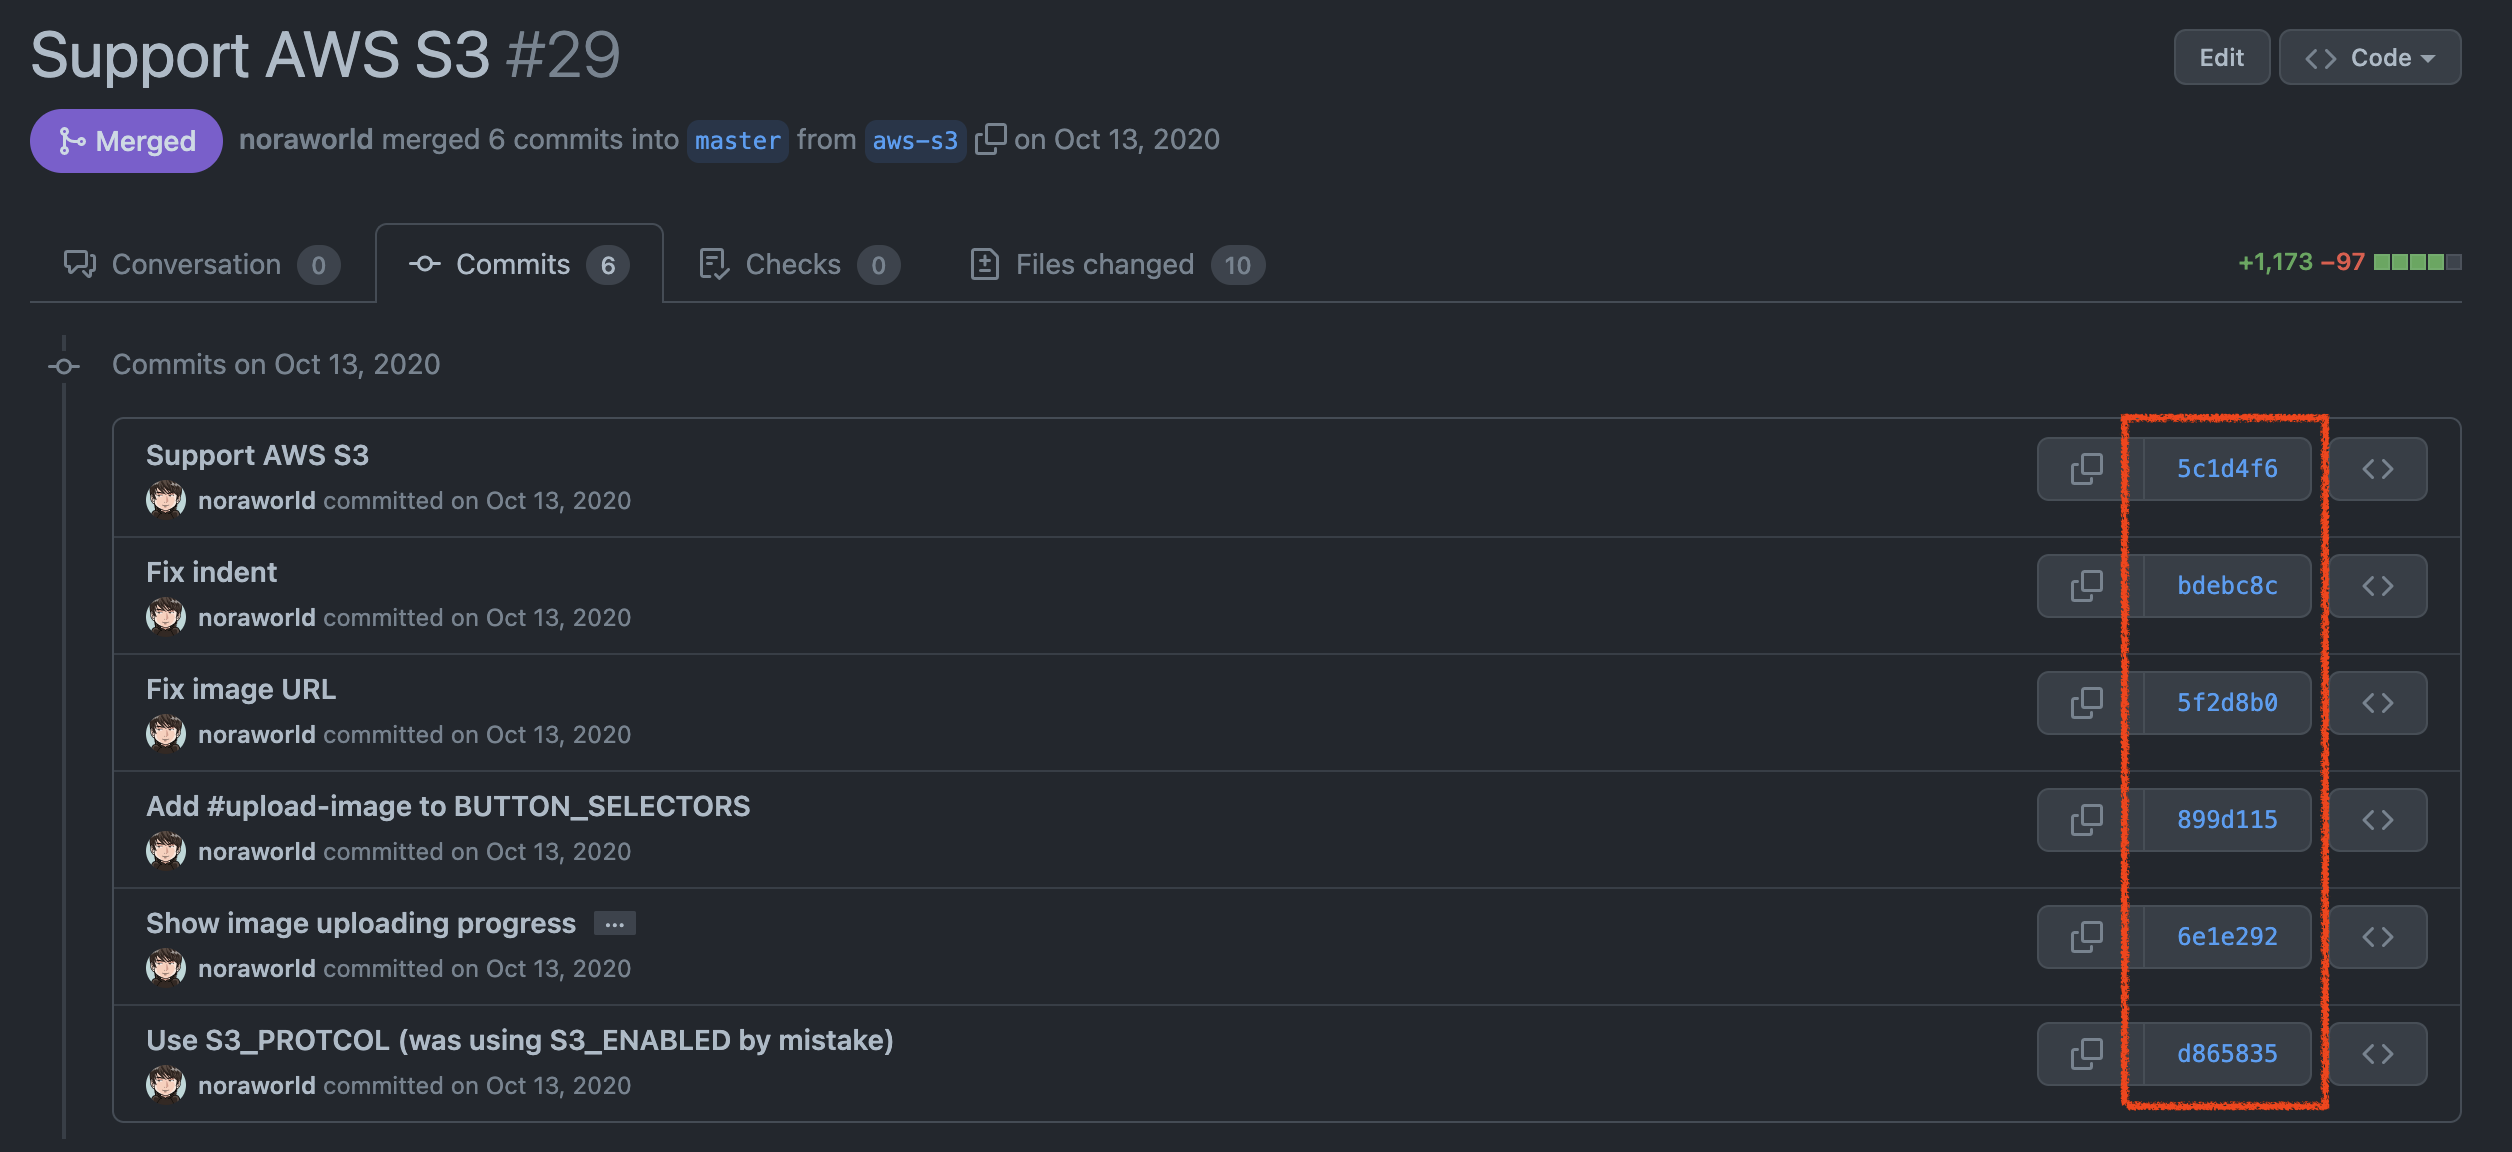 Support AWS S3 #29
Edit
Code
Merged
noraworld merged 6 commits into master from aws-s3 on Oct 13, 2020
Conversation 0
Commits 6
Checks 0
Files changed 10
+1,173 −97
Commits on Oct 13, 2020
Support AWS S3
noraworld committed on Oct 13, 2020
5c1d4f6
Fix indent
noraworld committed on Oct 13, 2020
bdebc8c
Fix image URL
noraworld committed on Oct 13, 2020
5f2d8b0
Add #upload-image to BUTTON_SELECTORS
noraworld committed on Oct 13, 2020
899d115
Show image uploading progress …
noraworld committed on Oct 13, 2020
6e1e292
Use S3_PROTCOL (was using S3_ENABLED by mistake)
noraworld committed on Oct 13, 2020
d865835